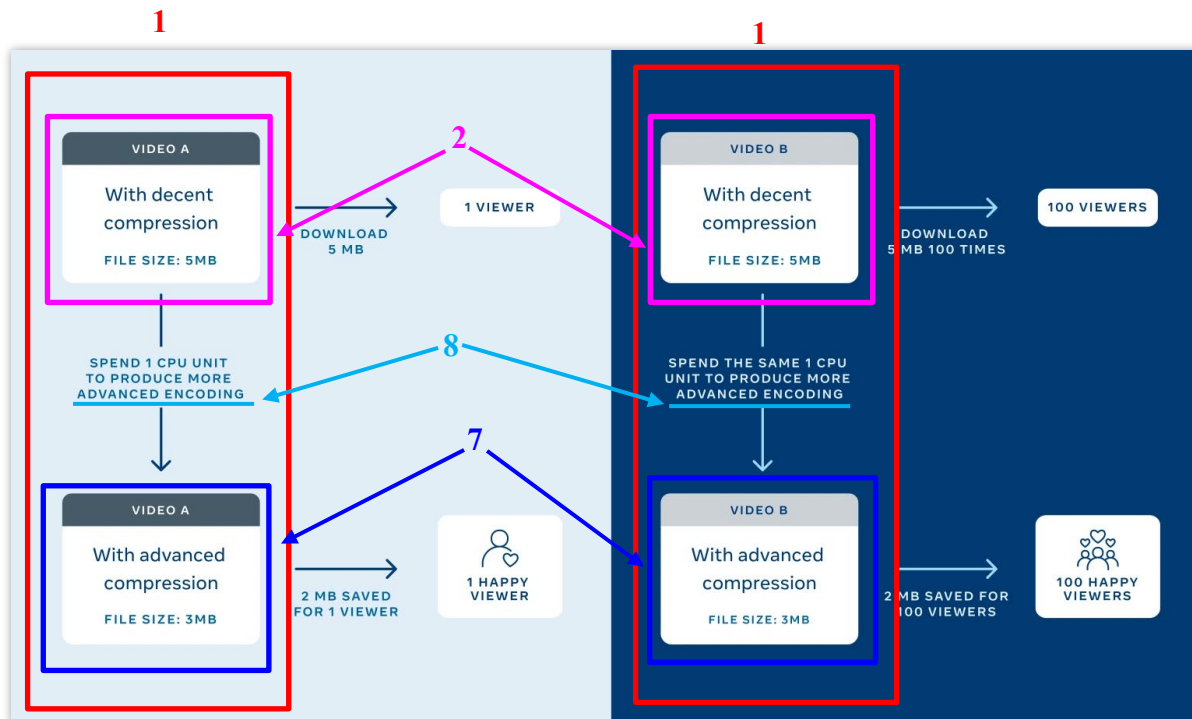 1
1
VIDEO A
With decent
compression
FILE SIZE: 5MB
DOWNLOAD
5 MB
1 VIEWER
2
VIDEO B
With decent
compression
FILE SIZE: 5MB
DOWNLOAD
5 MB 100 TIMES
100 VIEWERS
SPEND 1 CPU UNIT
TO PRODUCE MORE
ADVANCED ENCODING
8
SPEND THE SAME 1 CPU
UNIT TO PRODUCE MORE
ADVANCED ENCODING
7
VIDEO A
With advanced
compression
FILE SIZE: 3MB
2 MB SAVED
FOR 1 VIEWER
1 HAPPY
VIEWER
VIDEO B
With advanced
compression
FILE SIZE: 3MB
2 MB SAVED FOR
100 VIEWERS
100 HAPPY
VIEWERS